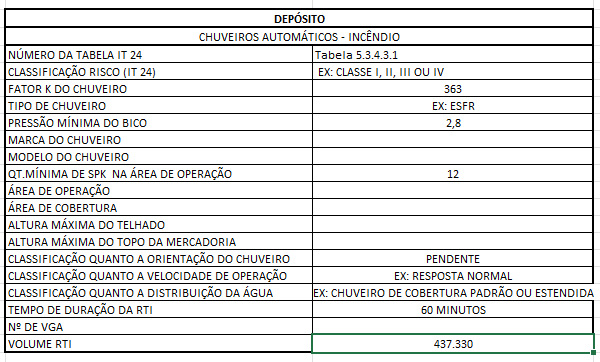 DEPÓSITO
CHUVEIROS AUTOMÁTICOS - INCÊNDIO
NÚMERO DA TABELA IT 24 Tabela 5.3.4.3.1
CLASSIFICAÇÃO RISCO (IT 24) EX: CLASSE I, II, III OU IV
FATOR K DO CHUVEIRO 363
TIPO DE CHUVEIRO EX: ESFR
PRESSÃO MÍNIMA DO BICO 2,8
MARCA DO CHUVEIRO
MODELO DO CHUVEIRO
QT.MÍNIMA DE SPK NA ÁREA DE OPERAÇÃO 12
ÁREA DE OPERAÇÃO
ÁREA DE COBERTURA
ALTURA MÁXIMA DO TELHADO
ALTURA MÁXIMA DO TOPO DA MERCADORIA
CLASSIFICAÇÃO QUANTO A ORIENTAÇÃO DO CHUVEIRO PENDENTE
CLASSIFICAÇÃO QUANTO A VELOCIDADE DE OPERAÇÃO EX: RESPOSTA NORMAL
CLASSIFICAÇÃO QUANTO A DISTRIBUIÇÃO DA ÁGUA EX: CHUVEIRO DE COBERTURA PADRÃO OU ESTENDIDA
TEMPO DE DURAÇÃO DA RTI 60 MINUTOS
Nº DE VGA
VOLUME RTI 437.330